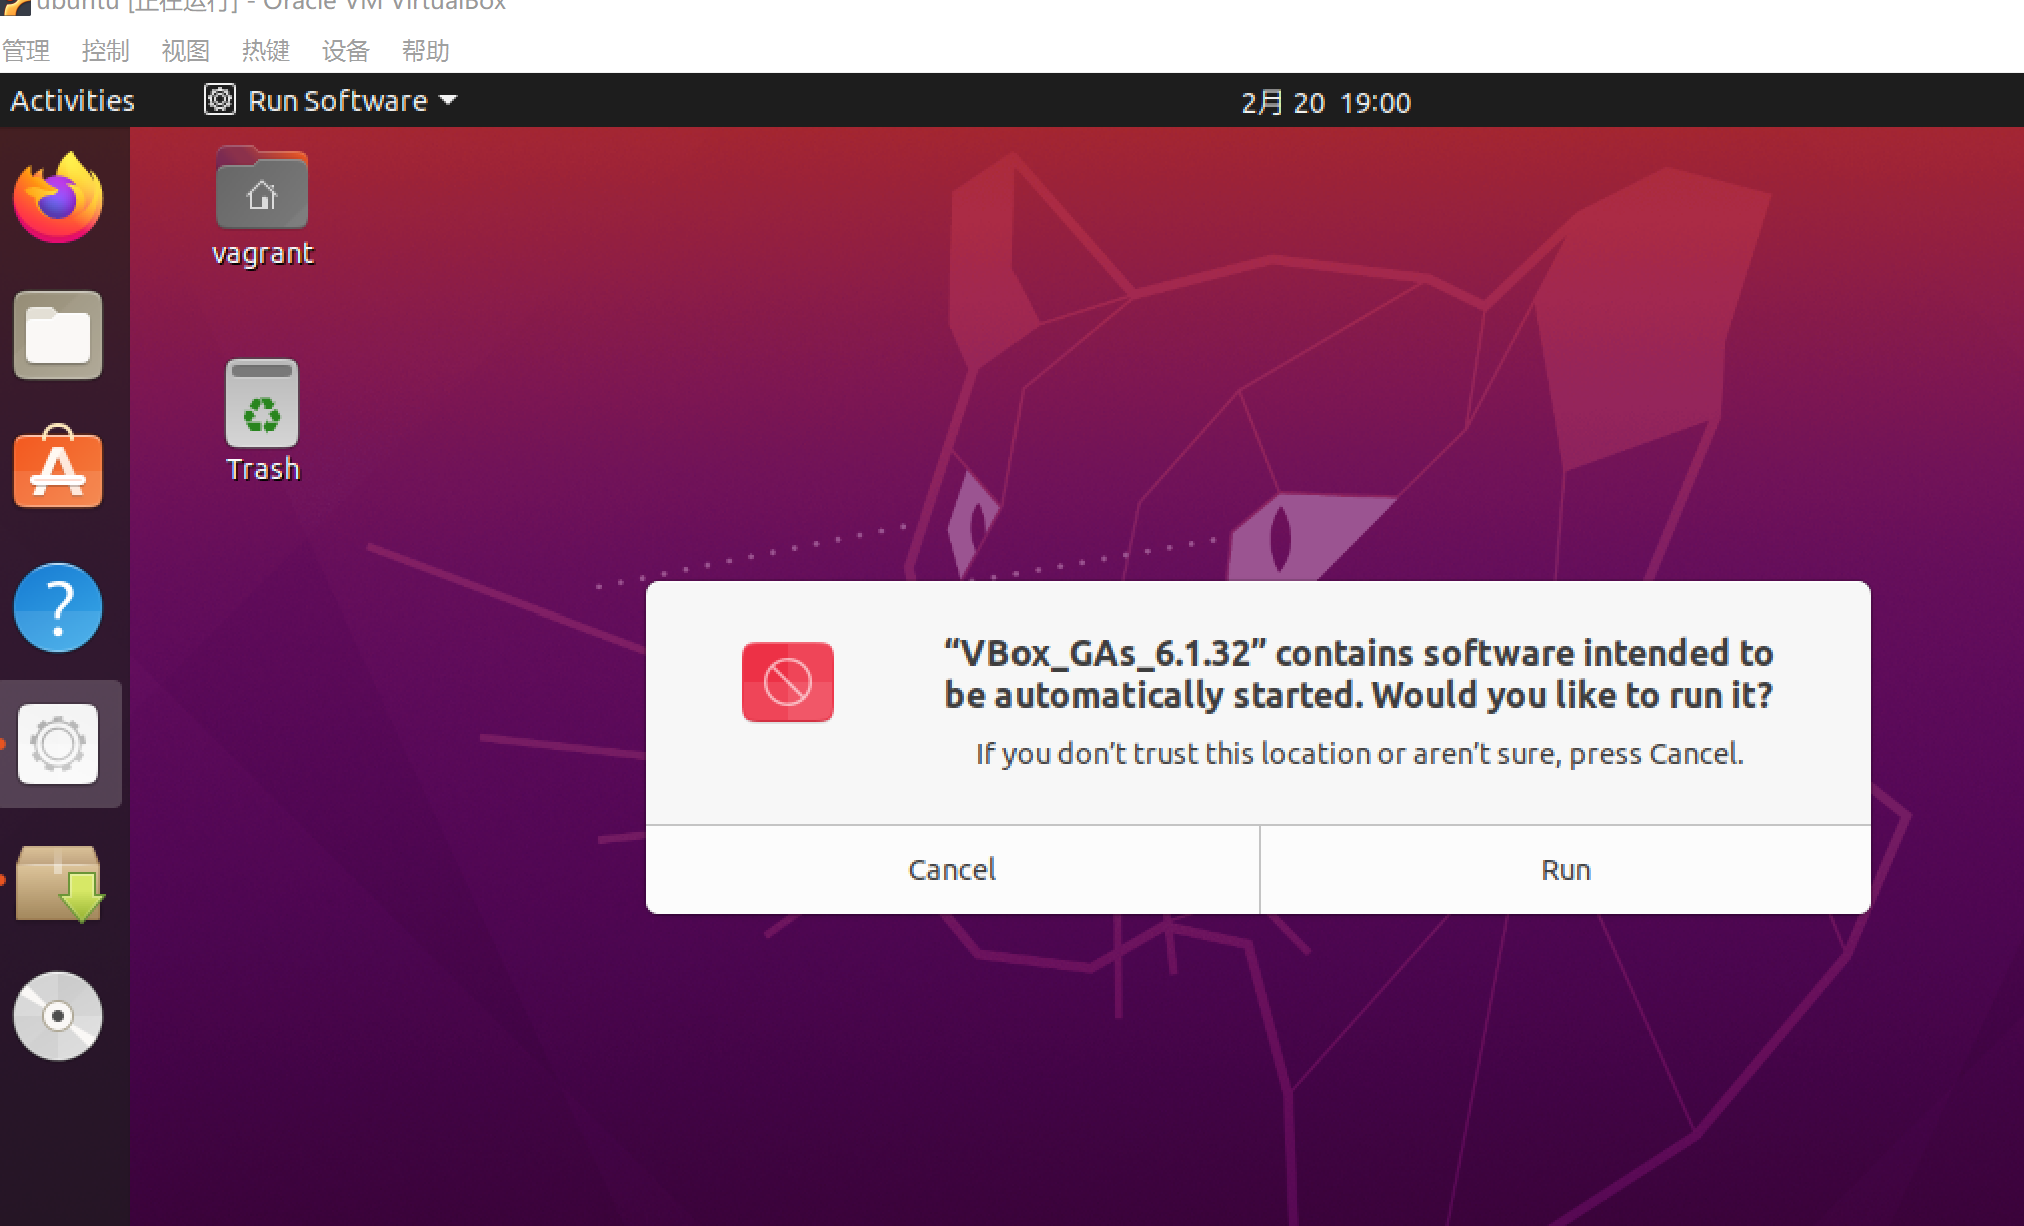 ubuntu [正在运行] - Oracle VM VirtualBox
管理 控制 视图 热键 设备 帮助
Activities Run Software 2月 20 19:00
vagrant
Trash
“VBox_GAs_6.1.32” contains software intended to
be automatically started. Would you like to run it?
If you don’t trust this location or aren’t sure, press Cancel.
Cancel Run